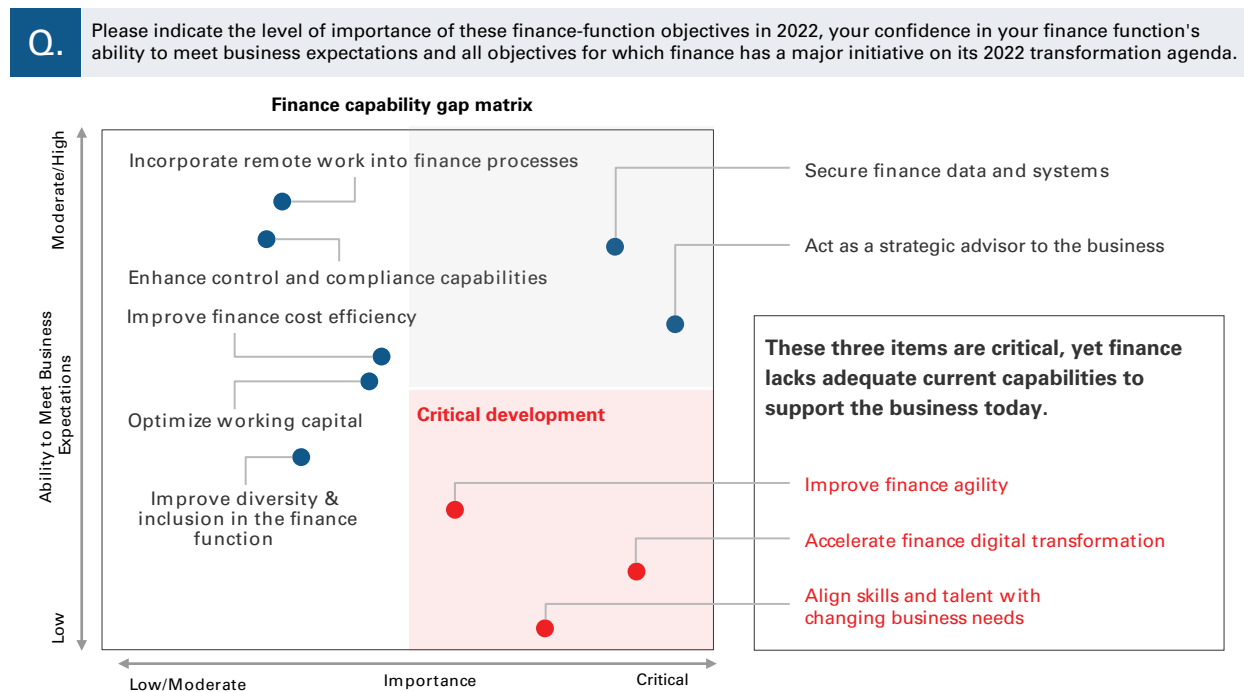 Q.
Please indicate the level of importance of these finance-function objectives in 2022, your confidence in your finance function's
ability to meet business expectations and all objectives for which finance has a major initiative on its 2022 transformation agenda.
Finance capability gap matrix
Moderate/High
Ability to Meet Business
Expectations
Low
Incorporate remote work into finance processes
Enhance control and compliance capabilities
Improve finance cost efficiency
Optimize working capital
Improve diversity &
inclusion in the finance
function
Secure finance data and systems
Act as a strategic advisor to the business
Critical development
These three items are critical, yet finance
lacks adequate current capabilities to
support the business today.
Improve finance agility
Accelerate finance digital transformation
Align skills and talent with
changing business needs
Low/Moderate
Importance
Critical